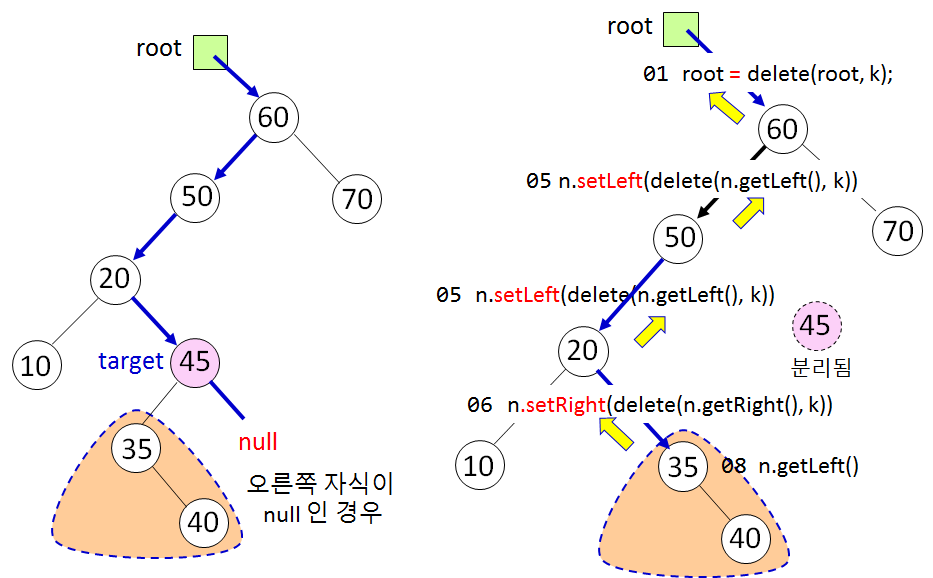 root
60
50
70
20
10
target
45
null
35
오른쪽 자식이
null 인 경우
40
root
01 root = delete(root, k);
60
05 n.setLeft(delete(n.getLeft(), k))
50
70
05 n.setLeft(delete(n.getLeft(), k))
45
분리됨
20
06 n.setRight(delete(n.getRight(), k))
10
35
08 n.getLeft()
40